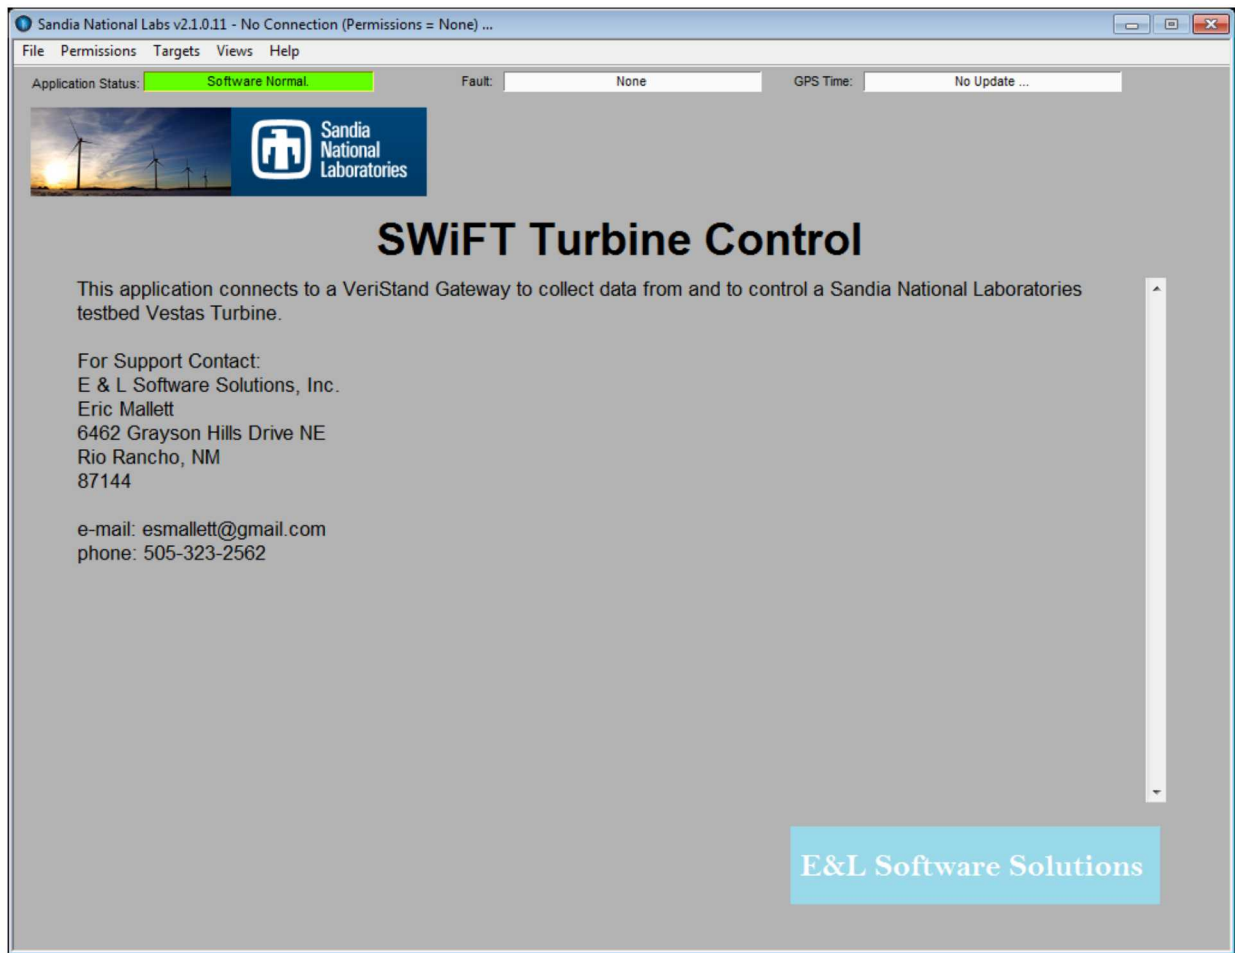 Sandia National Labs v2.1.0.11 - No Connection (Permissions = None) ...
File Permissions Targets Views Help
Application Status: Software Normal. Fault: None GPS Time: No Update ...
Sandia
National
Laboratories
SWiFT Turbine Control
This application connects to a VeriStand Gateway to collect data from and to control a Sandia National Laboratories
testbed Vestas Turbine.
For Support Contact:
E & L Software Solutions, Inc.
Eric Mallett
6462 Grayson Hills Drive NE
Rio Rancho, NM
87144
e-mail: esmallett@gmail.com
phone: 505-323-2562
E&L Software Solutions